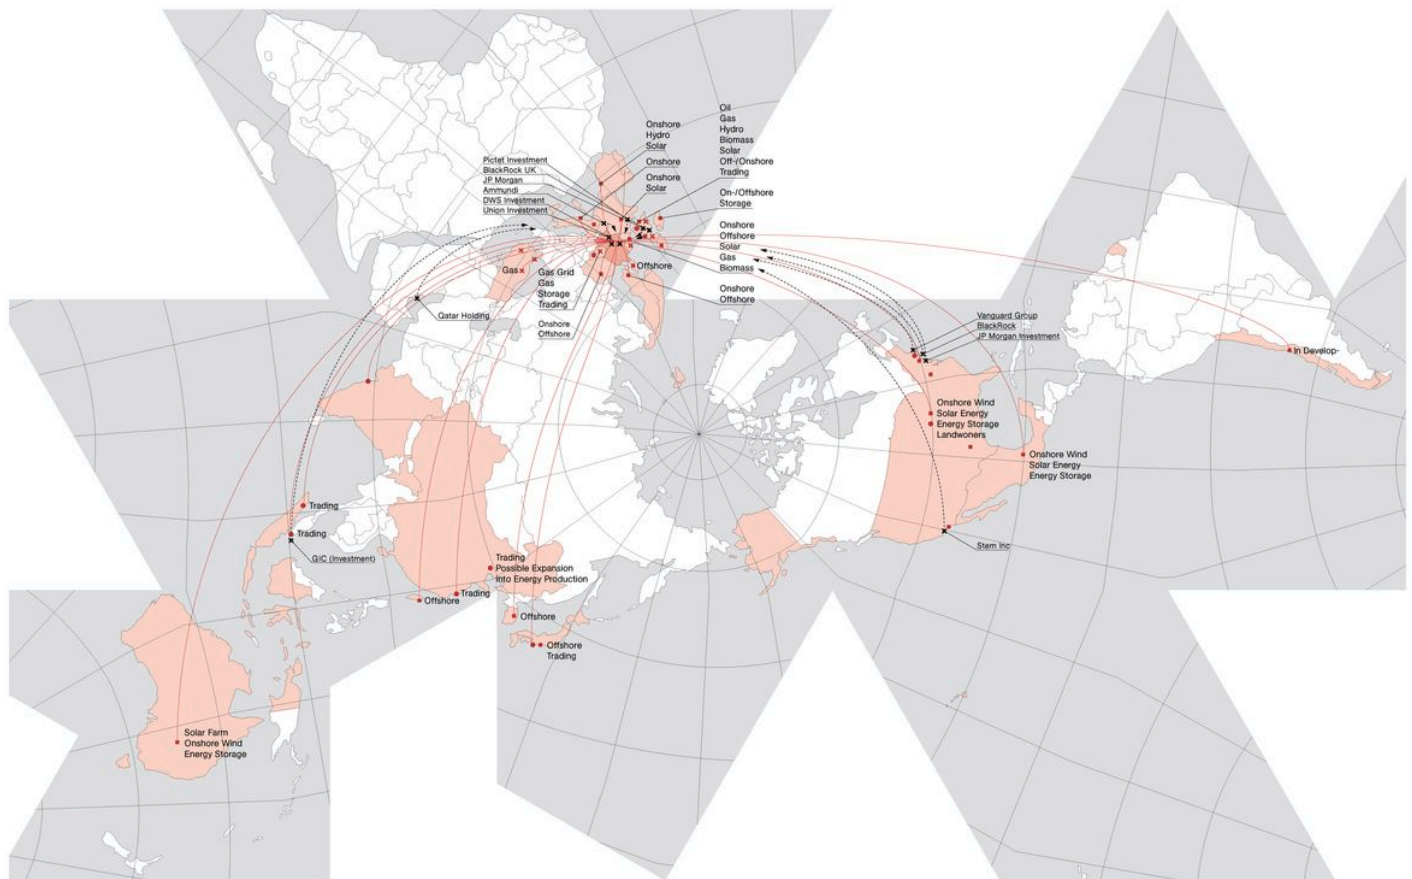 Oil
Gas
Hydro
Biomass
Solar
Off-/Onshore
Trading
Onshore
Hydro
Solar
Onshore
Onshore
Solar
On-/Offshore
Storage
Pictet Investment
BlackRock UK
JP Morgan
Ammundi
DWS Investment
Union Investment
Onshore
Offshore
Solar
Gas
Biomass
Onshore
Offshore
Offshore
Gas
Gas Grid
Gas
Storage
Trading
Onshore
Offshore
Qatar Holding
Vanguard Group
BlackRock
JP Morgan Investment
In Develop-
Onshore Wind
Solar Energy
Energy Storage
Landwoners
Onshore Wind
Solar Energy
Energy Storage
Stem Inc
Trading
Trading
GIC (Investment)
Trading
Possible Expansion
into Energy Production
Offshore
Trading
Offshore
Offshore
Trading
Solar Farm
Onshore Wind
Energy Storage